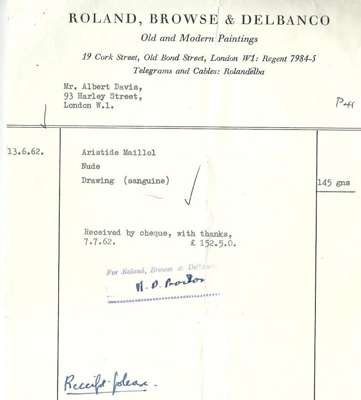 ROLAND, BROWSE & DELBANCO
Old and Modern Paintings
19 Cork Street, Old Bond Street, London W1: Regent 7984-5
Telegrams and Cables: Rolandelba
Mr. Albert Davis,
93 Harley Street,
London W.1.
P41
13.6.62. Aristide Maillol
Nude
Drawing (sanguine) 145 gns
Received by cheque, with thanks,
7.7.62. £ 152.5.0.
For Roland, Browse & Delbanco
H. D. Proctor
Receipt please.